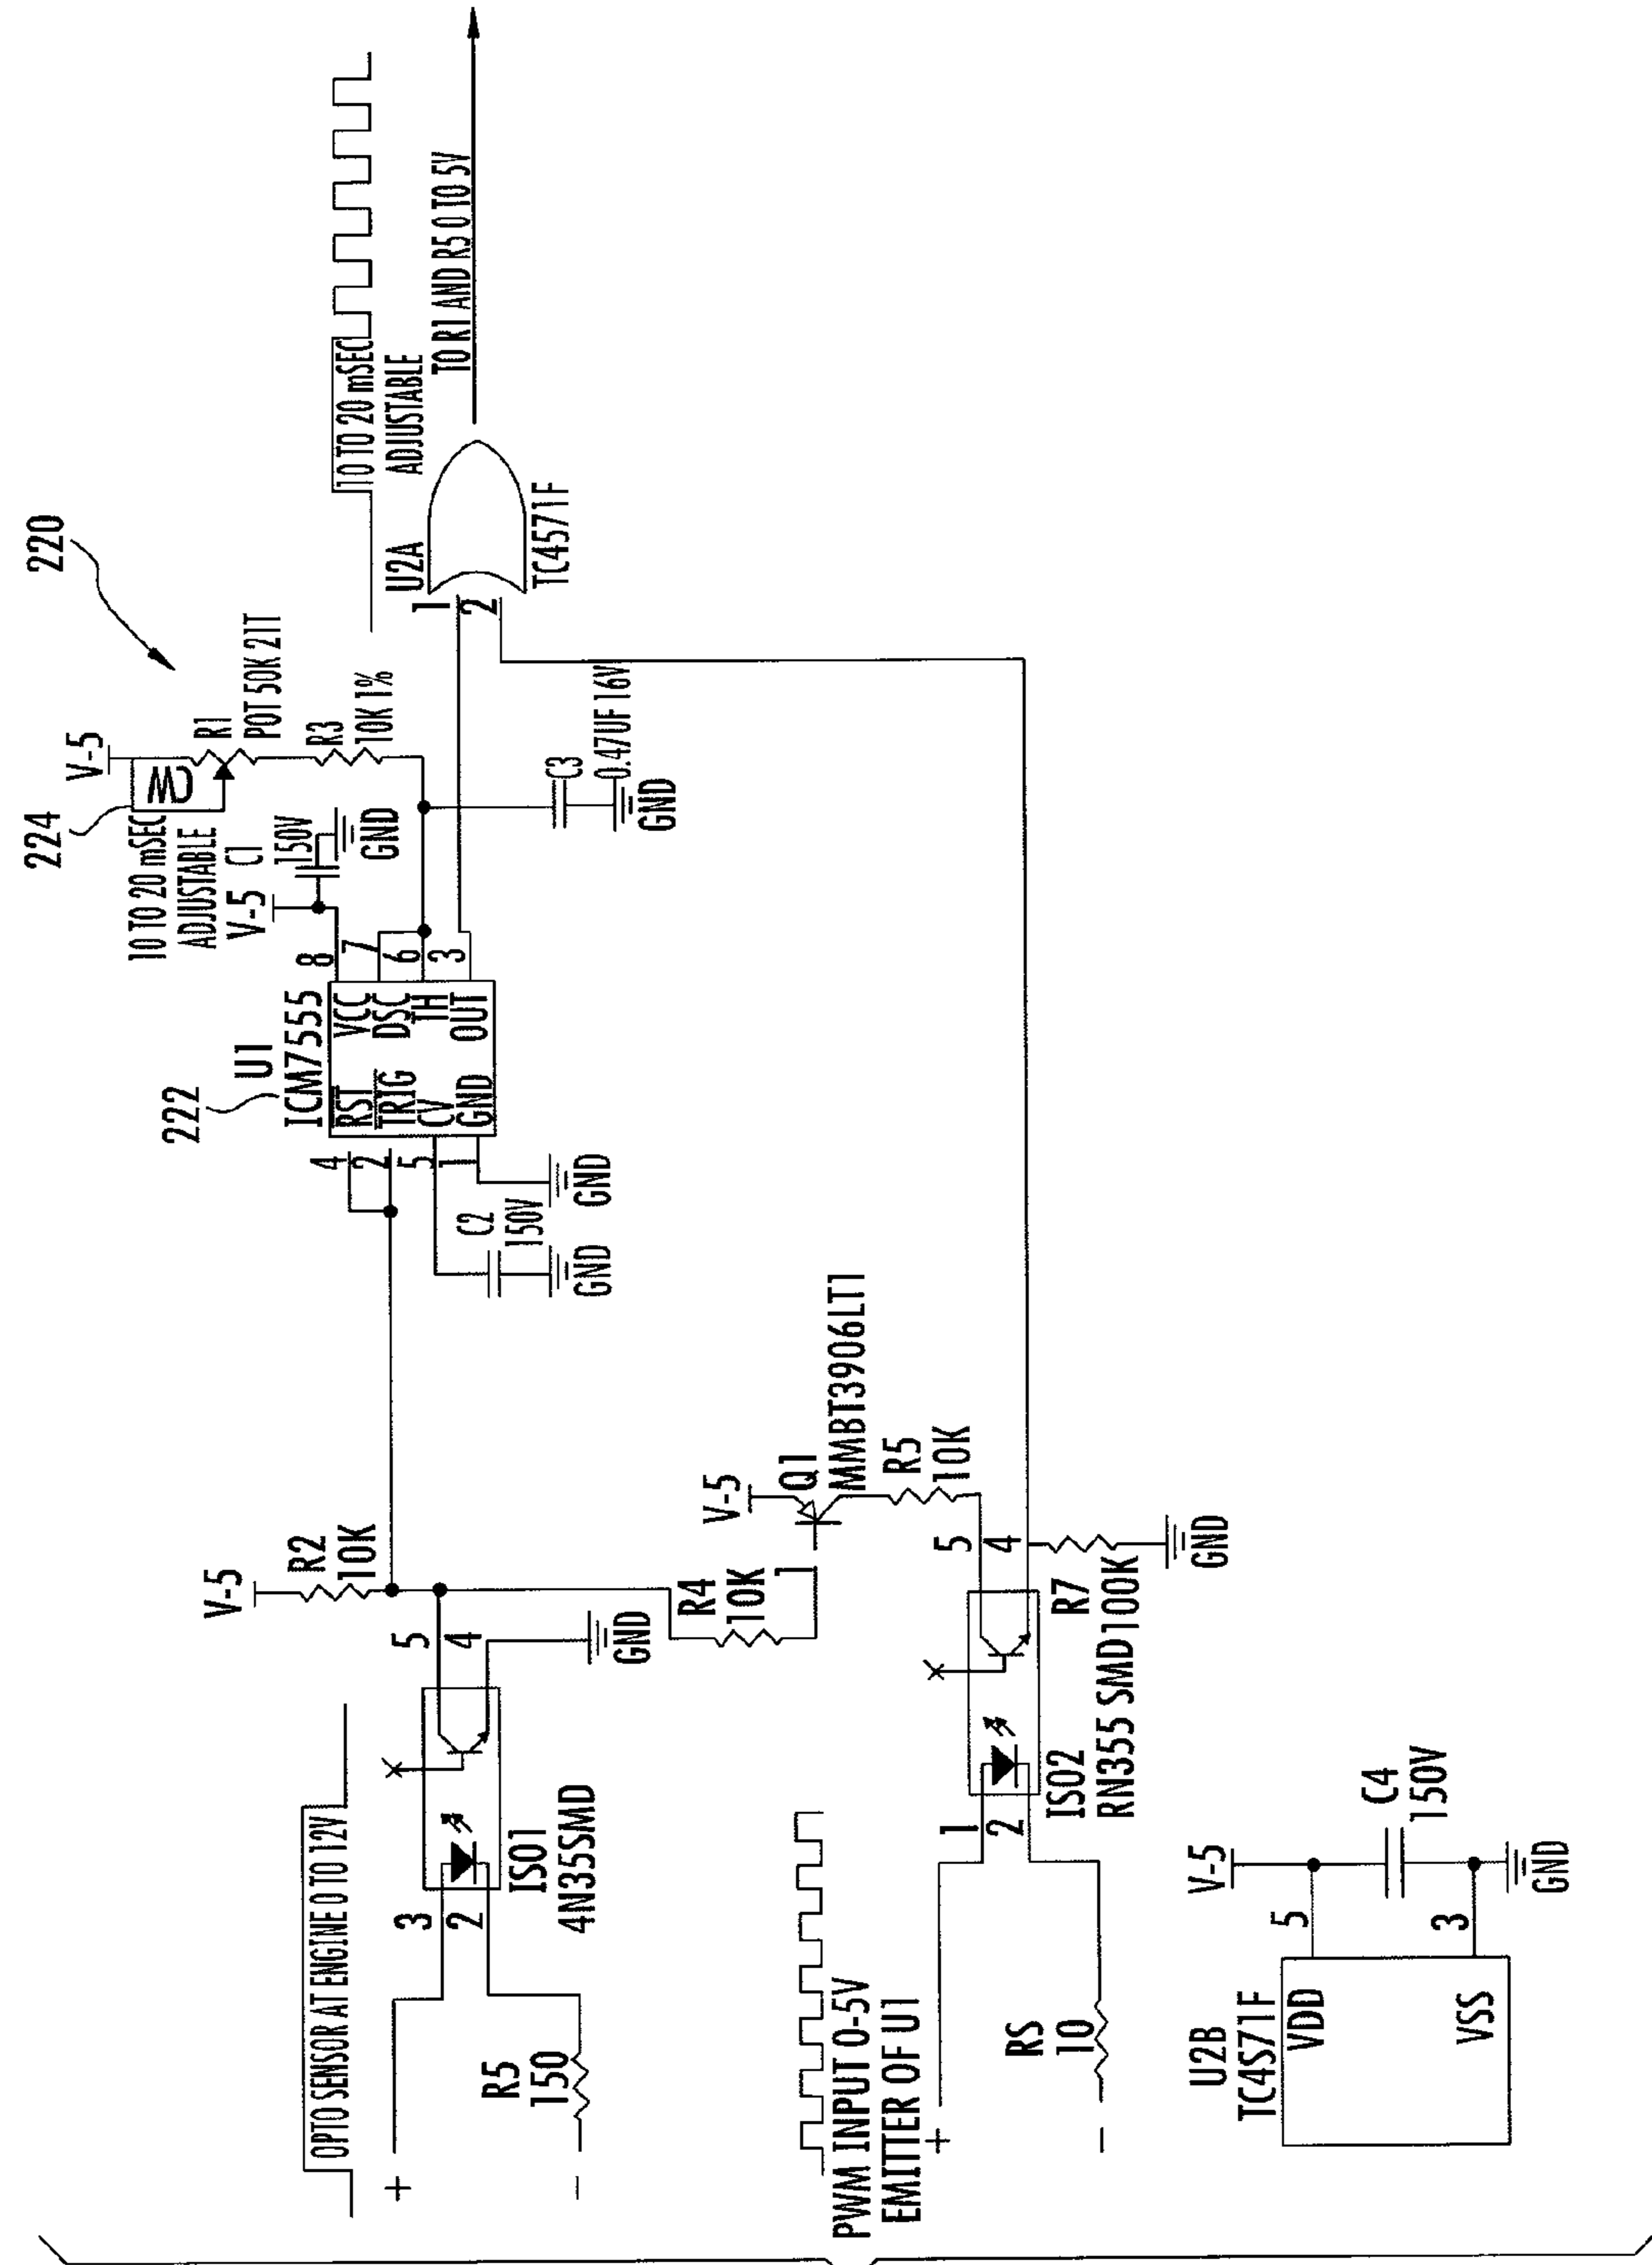 220
224
10 TO 20 mSEC
ADJUSTABLE
V-5
CW
R1
POT 50K 21T
R3
10K 1%
V-5
C1
150V
GND
222
U1
ICM7555
RST
TRIG
CV
GND
VCC
DSC
TH
OUT
4
2
5
1
8
7
6
3
C2
150V
GND
GND
C3
0.47UF 16V
GND
10 TO 20 mSEC
ADJUSTABLE
U2A
1
2
TC4571F
TO R1 AND R5 0 TO 5V
OPTO SENSOR AT ENGINE 0 TO 12V
+
-
R5
150
3
2
ISO1
4N35SMD
5
4
GND
V-5
R2
10K
R4
10K
1
V-5
Q1
MMBT3906LT1
R5
10K
PWM INPUT 0-5V
EMITTER OF U1
+
-
RS
10
1
2
ISO2
RN355 SMD
5
4
R7
100K
GND
U2B
TC4S71F
VDD
VSS
5
3
V-5
C4
150V
GND